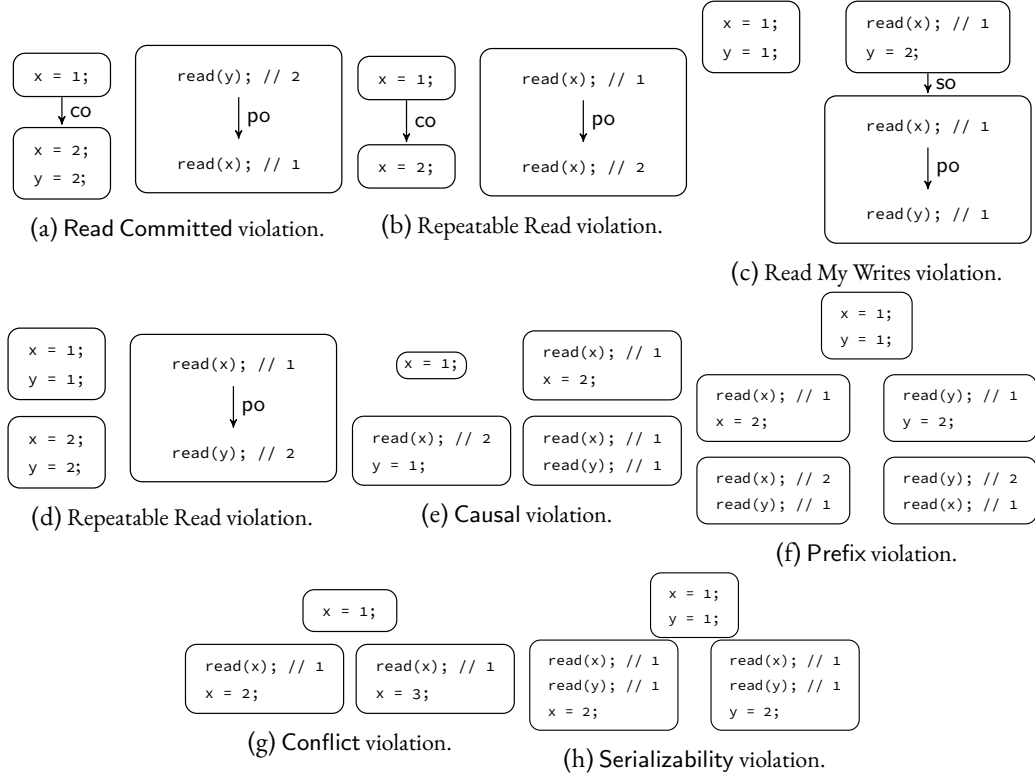 x = 1;
co
x = 2;
y = 2;
read(y); // 2
po
read(x); // 1
(a) Read Committed violation.
x = 1;
co
x = 2;
read(x); // 1
po
read(x); // 2
(b) Repeatable Read violation.
x = 1;
y = 1;
read(x); // 1
y = 2;
so
read(x); // 1
po
read(y); // 1
(c) Read My Writes violation.
x = 1;
y = 1;
x = 2;
y = 2;
read(x); // 1
po
read(y); // 2
(d) Repeatable Read violation.
x = 1;
read(x); // 1
x = 2;
read(x); // 2
y = 1;
read(x); // 1
read(y); // 1
(e) Causal violation.
x = 1;
y = 1;
read(x); // 1
x = 2;
read(y); // 1
y = 2;
read(x); // 2
read(y); // 1
read(y); // 2
read(x); // 1
(f) Prefix violation.
x = 1;
read(x); // 1
x = 2;
read(x); // 1
x = 3;
(g) Conflict violation.
x = 1;
y = 1;
read(x); // 1
read(y); // 1
x = 2;
read(x); // 1
read(y); // 1
y = 2;
(h) Serializability violation.